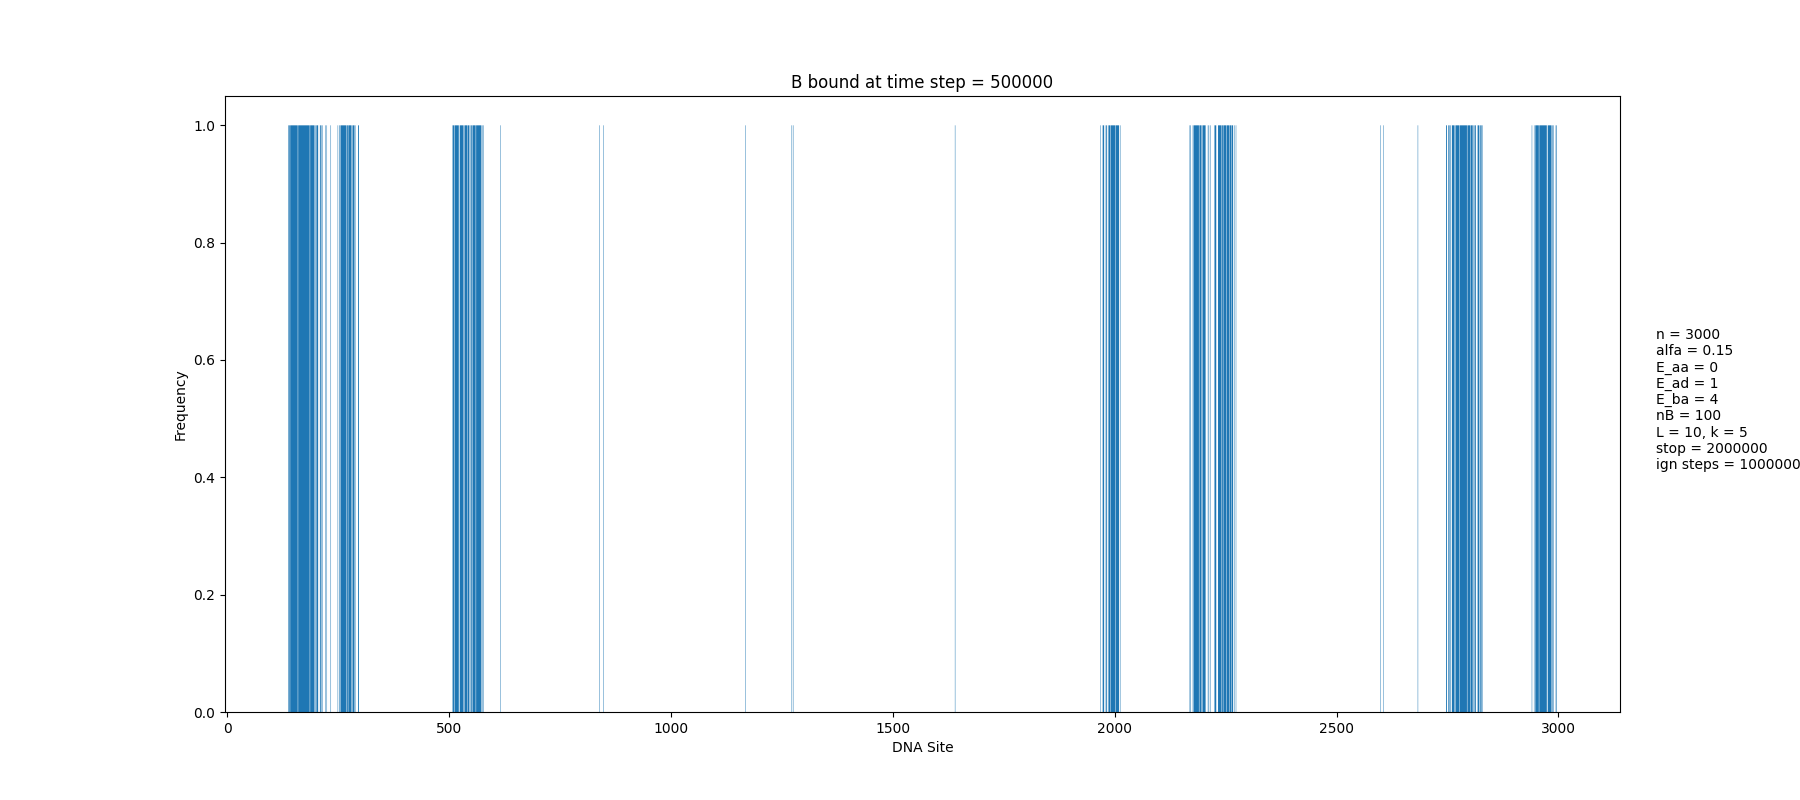 B bound at time step = 500000
1.0
0.8
0.6
0.4
0.2
0.0
Frequency
0 500 1000 1500 2000 2500 3000
DNA Site
n = 3000
alfa = 0.15
E_aa = 0
E_ad = 1
E_ba = 4
nB = 100
L = 10, k = 5
stop = 2000000
ign steps = 1000000